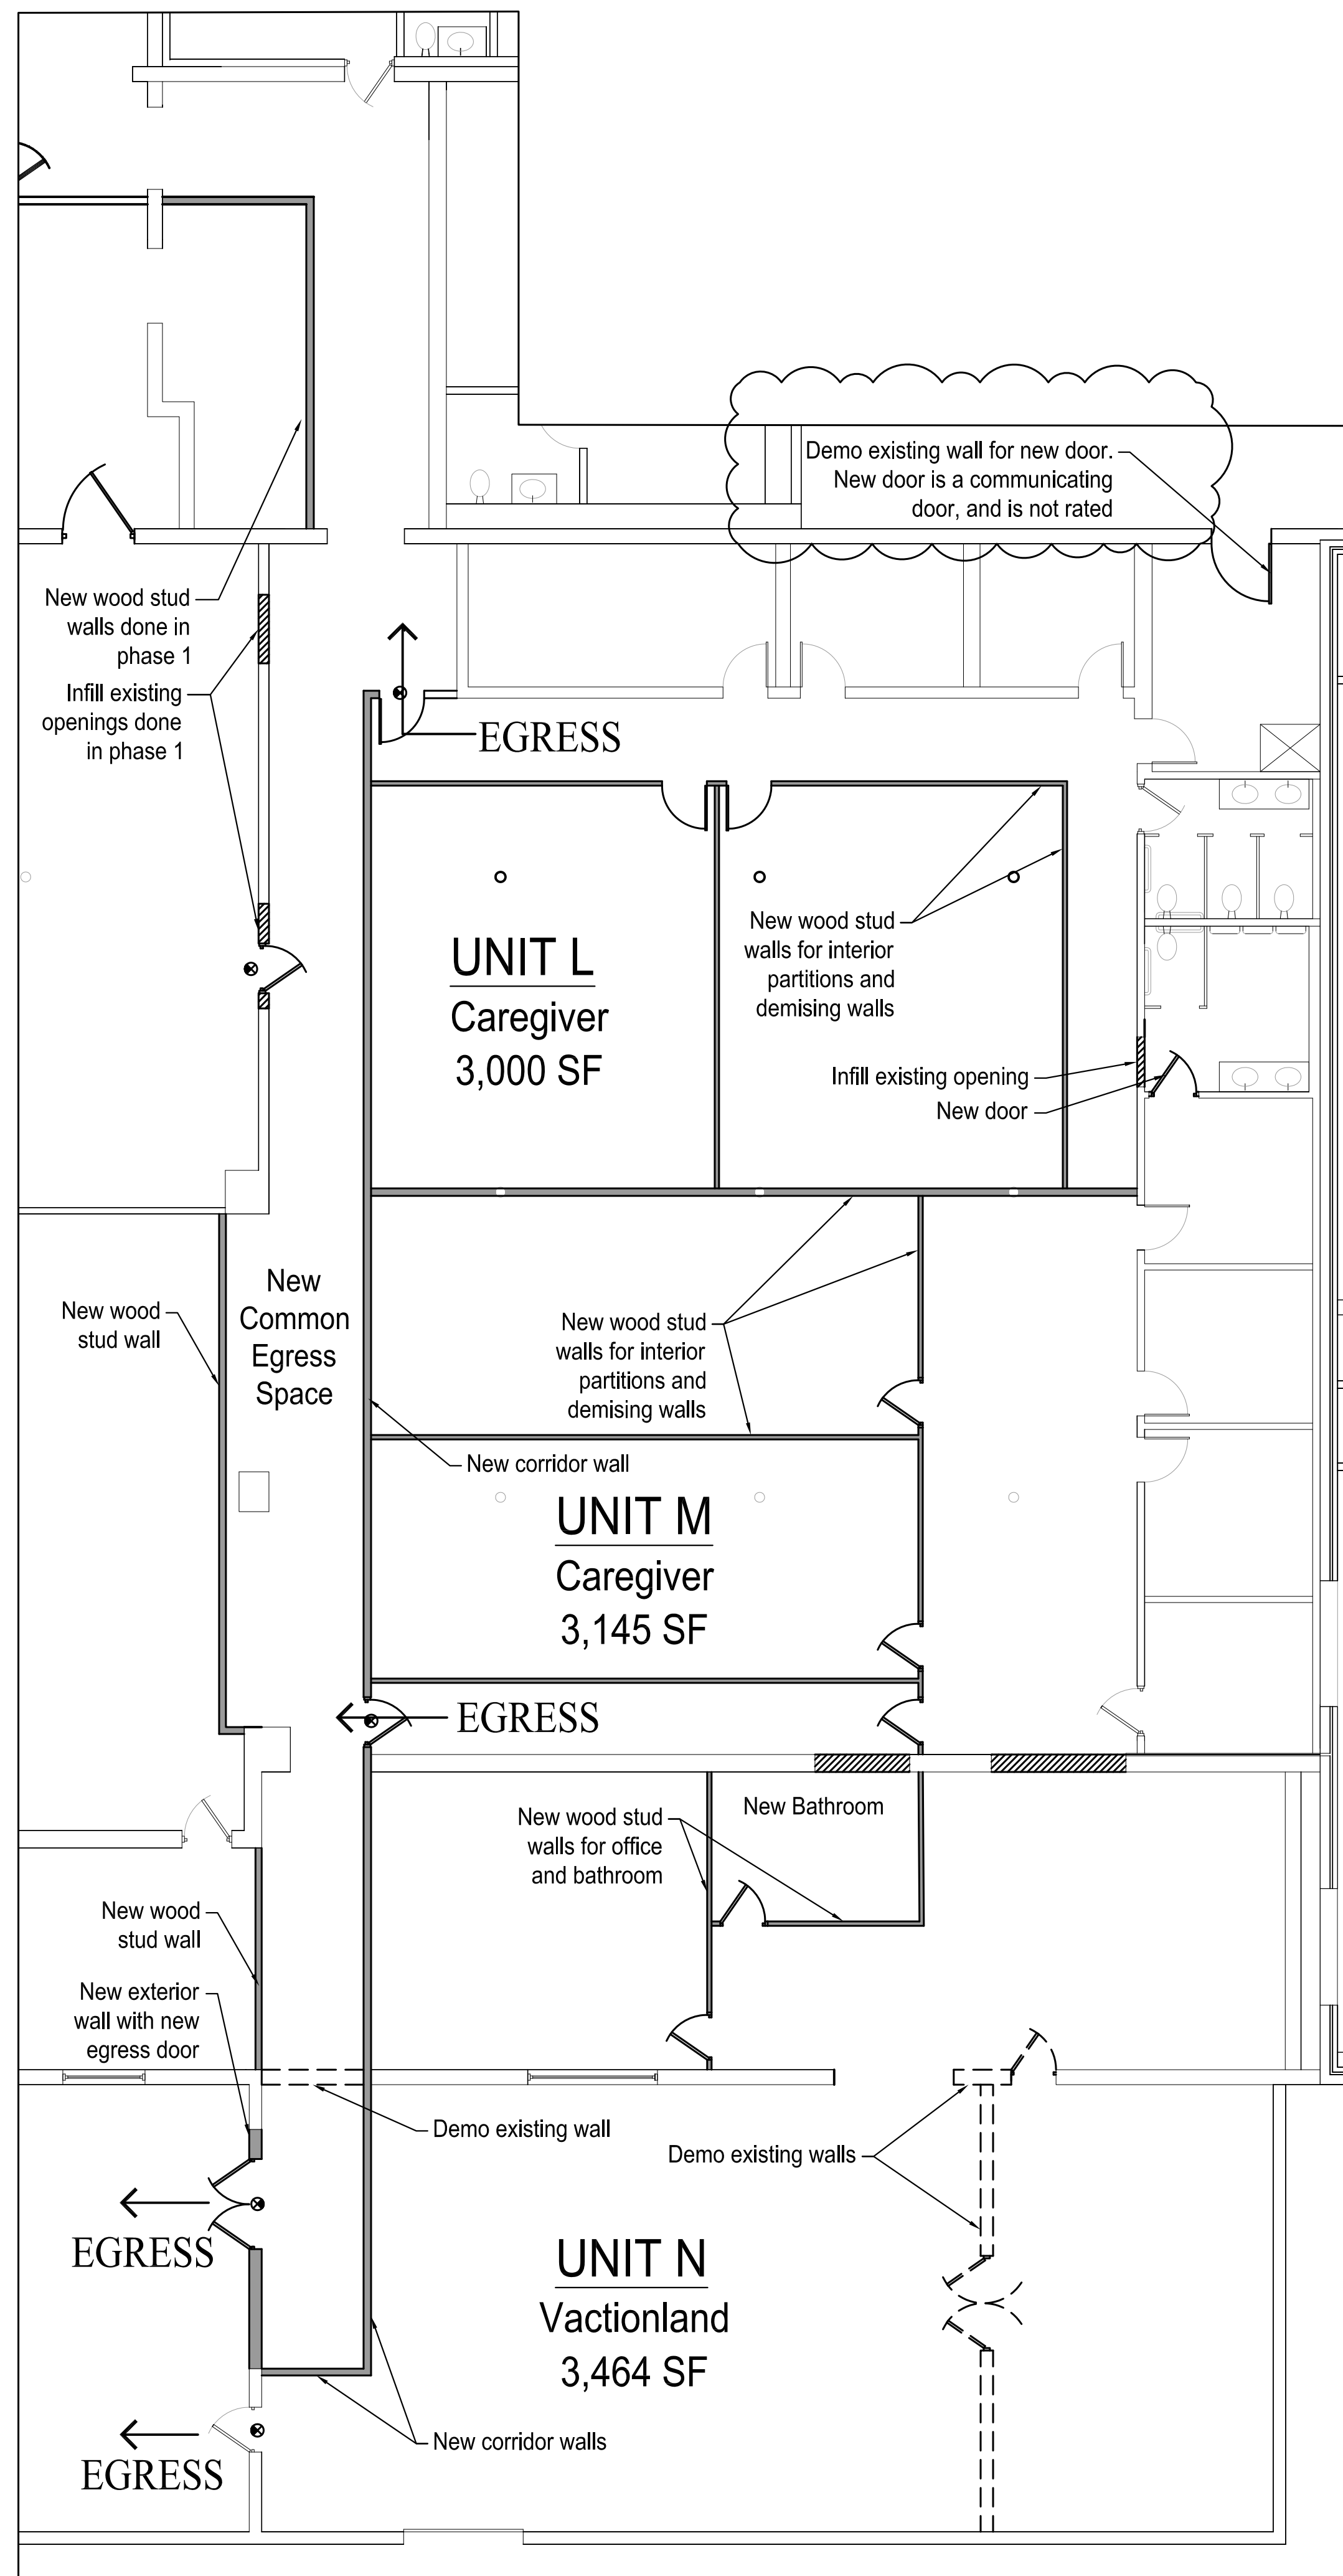 Demo existing wall for new door.
New door is a communicating
door, and is not rated
New wood stud
walls done in
phase 1
Infill existing
openings done
in phase 1
EGRESS
UNIT L
Caregiver
3,000 SF
New wood stud
walls for interior
partitions and
demising walls
Infill existing opening
New door
New
Common
Egress
Space
New wood
stud wall
New wood stud
walls for interior
partitions and
demising walls
New corridor wall
UNIT M
Caregiver
3,145 SF
EGRESS
New Bathroom
New wood stud
walls for office
and bathroom
New wood
stud wall
New exterior
wall with new
egress door
Demo existing wall
Demo existing walls
EGRESS
UNIT N
Vactionland
3,464 SF
New corridor walls
EGRESS